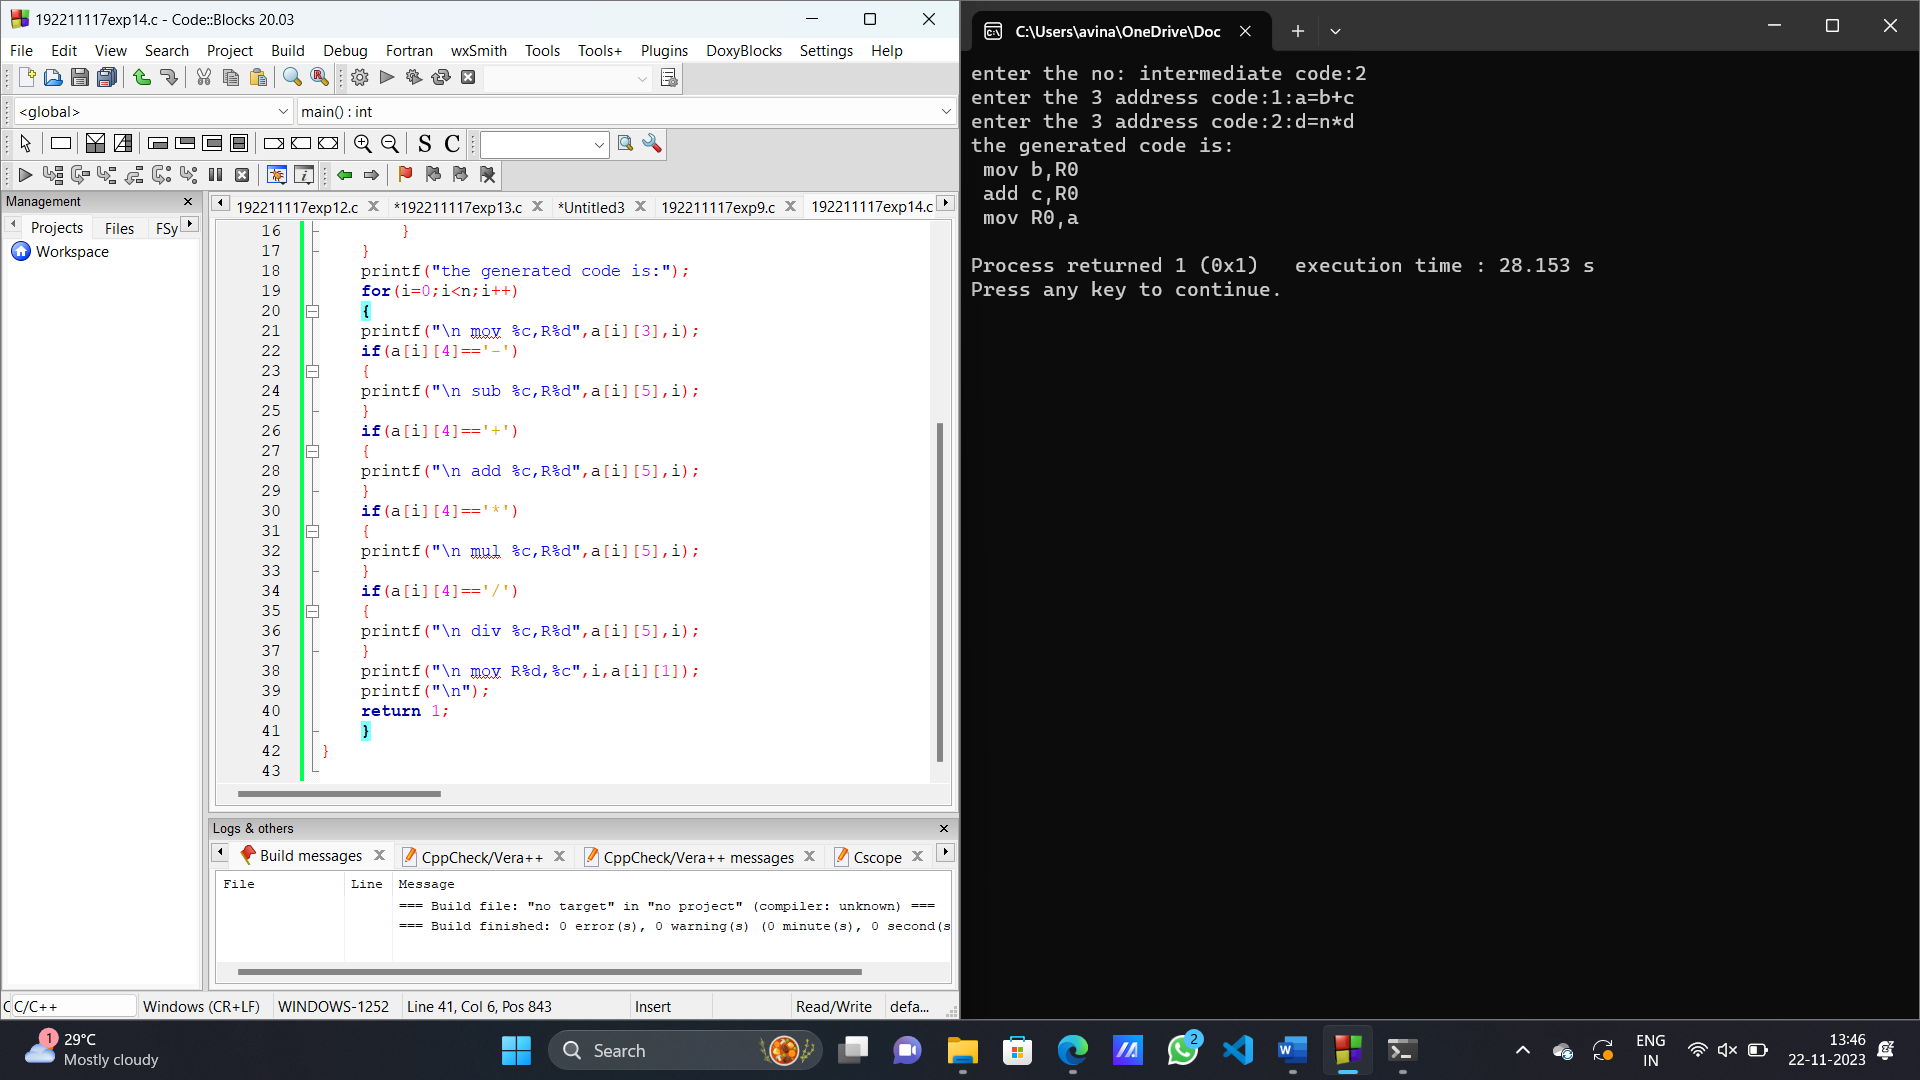 192211117exp14.c - Code::Blocks 20.03
File Edit View Search Project Build Debug Fortran wxSmith Tools Tools+ Plugins DoxyBlocks Settings Help
<global> main() : int
S C
Management
Projects Files FSy
Workspace
192211117exp12.c *192211117exp13.c *Untitled3 192211117exp9.c 192211117exp14.c
16 }
17 }
18 printf("the generated code is:");
19 for(i=0;i<n;i++)
20 {
21 printf("\n mov %c,R%d",a[i][3],i);
22 if(a[i][4]=='-')
23 {
24 printf("\n sub %c,R%d",a[i][5],i);
25 }
26 if(a[i][4]=='+')
27 {
28 printf("\n add %c,R%d",a[i][5],i);
29 }
30 if(a[i][4]=='*')
31 {
32 printf("\n mul %c,R%d",a[i][5],i);
33 }
34 if(a[i][4]=='/')
35 {
36 printf("\n div %c,R%d",a[i][5],i);
37 }
38 printf("\n mov R%d,%c",i,a[i][1]);
39 printf("\n");
40 return 1;
41 }
42 }
43
Logs & others
Build messages CppCheck/Vera++ CppCheck/Vera++ messages Cscope
File Line Message
=== Build file: "no target" in "no project" (compiler: unknown) ===
=== Build finished: 0 error(s), 0 warning(s) (0 minute(s), 0 second(s
C/C++ Windows (CR+LF) WINDOWS-1252 Line 41, Col 6, Pos 843 Insert Read/Write defa...
C:\Users\avina\OneDrive\Doc
enter the no: intermediate code:2
enter the 3 address code:1:a=b+c
enter the 3 address code:2:d=n*d
the generated code is:
mov b,R0
add c,R0
mov R0,a
Process returned 1 (0x1)   execution time : 28.153 s
Press any key to continue.
1
29°C
Mostly cloudy
Search
2
ENG
IN
13:46
22-11-2023